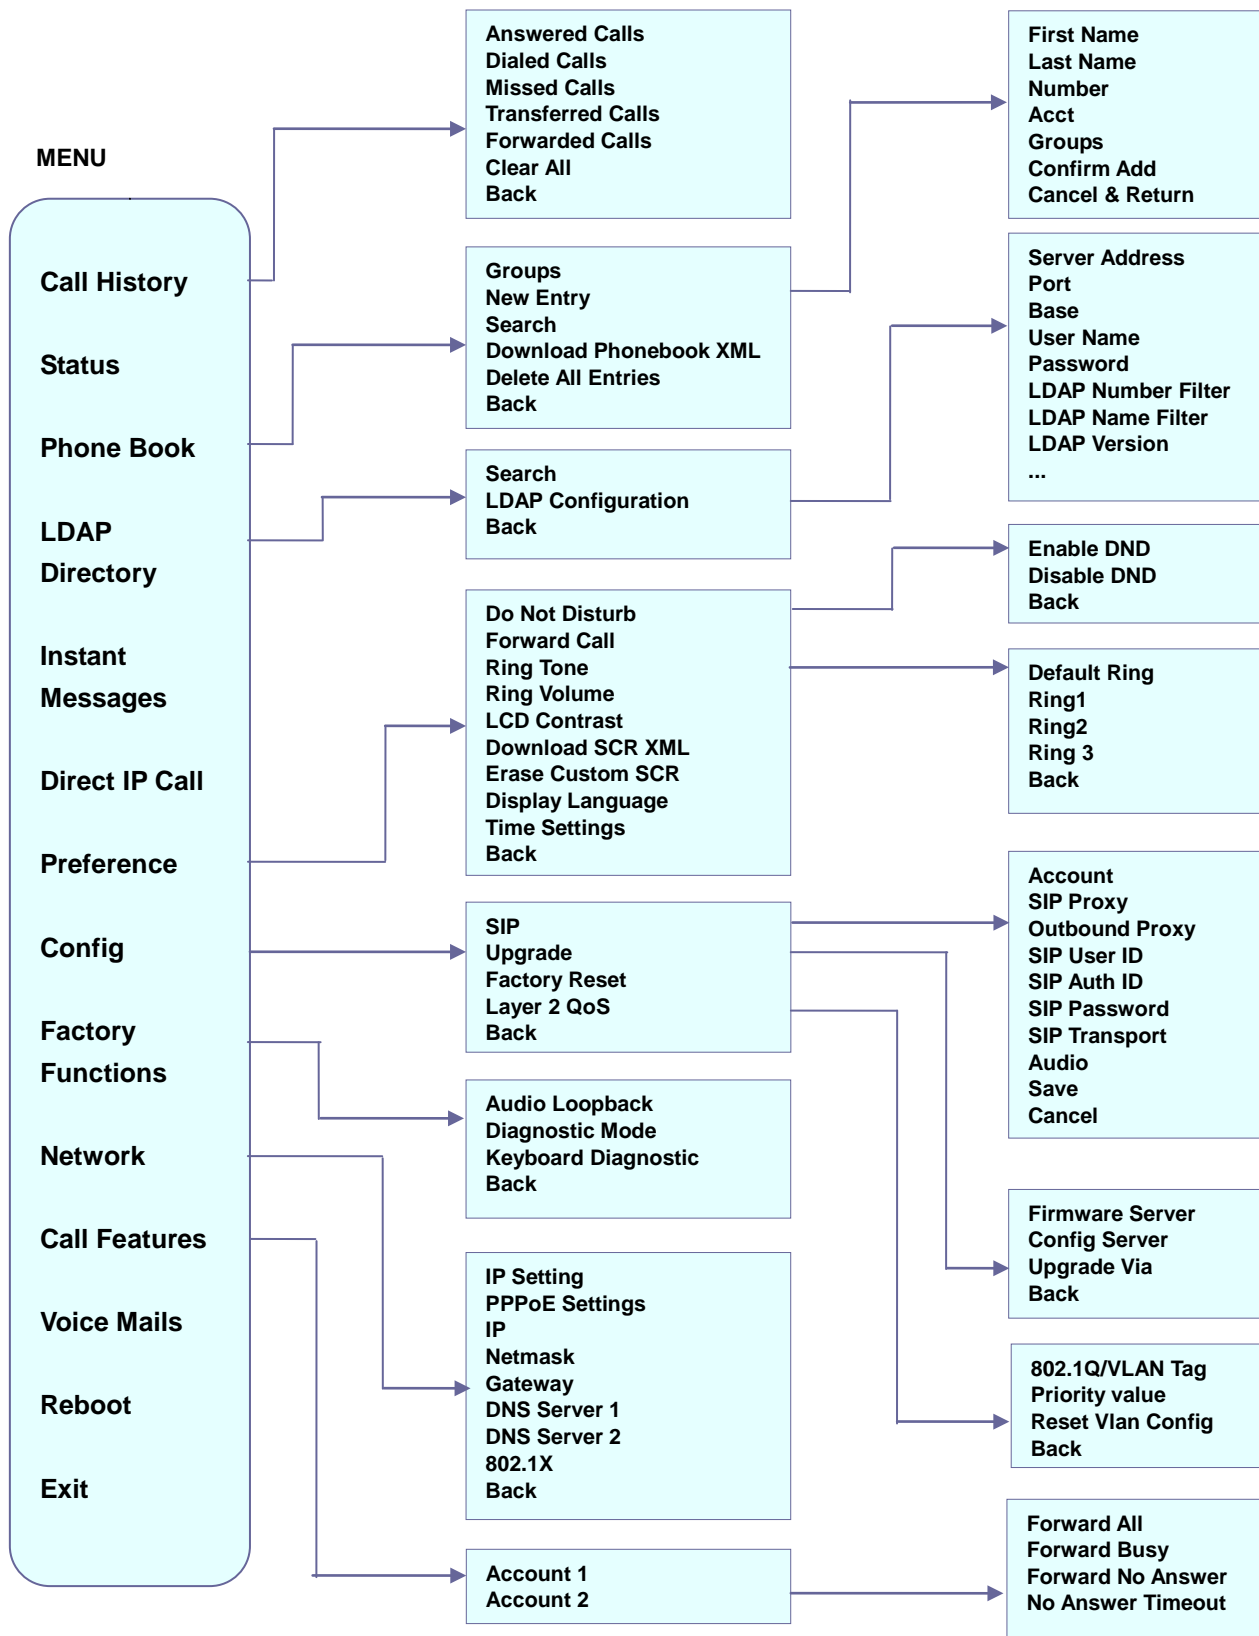 MENU
Call History
Status
Phone Book
LDAP
Directory
Instant
Messages
Direct IP Call
Preference
Config
Factory
Functions
Network
Call Features
Voice Mails
Reboot
Exit
Answered Calls
Dialed Calls
Missed Calls
Transferred Calls
Forwarded Calls
Clear All
Back
Groups
New Entry
Search
Download Phonebook XML
Delete All Entries
Back
Search
LDAP Configuration
Back
Do Not Disturb
Forward Call
Ring Tone
Ring Volume
LCD Contrast
Download SCR XML
Erase Custom SCR
Display Language
Time Settings
Back
SIP
Upgrade
Factory Reset
Layer 2 QoS
Back
Audio Loopback
Diagnostic Mode
Keyboard Diagnostic
Back
IP Setting
PPPoE Settings
IP
Netmask
Gateway
DNS Server 1
DNS Server 2
802.1X
Back
Account 1
Account 2
First Name
Last Name
Number
Acct
Groups
Confirm Add
Cancel & Return
Server Address
Port
Base
User Name
Password
LDAP Number Filter
LDAP Name Filter
LDAP Version
...
Enable DND
Disable DND
Back
Default Ring
Ring1
Ring2
Ring 3
Back
Account
SIP Proxy
Outbound Proxy
SIP User ID
SIP Auth ID
SIP Password
SIP Transport
Audio
Save
Cancel
Firmware Server
Config Server
Upgrade Via
Back
802.1Q/VLAN Tag
Priority value
Reset Vlan Config
Back
Forward All
Forward Busy
Forward No Answer
No Answer Timeout